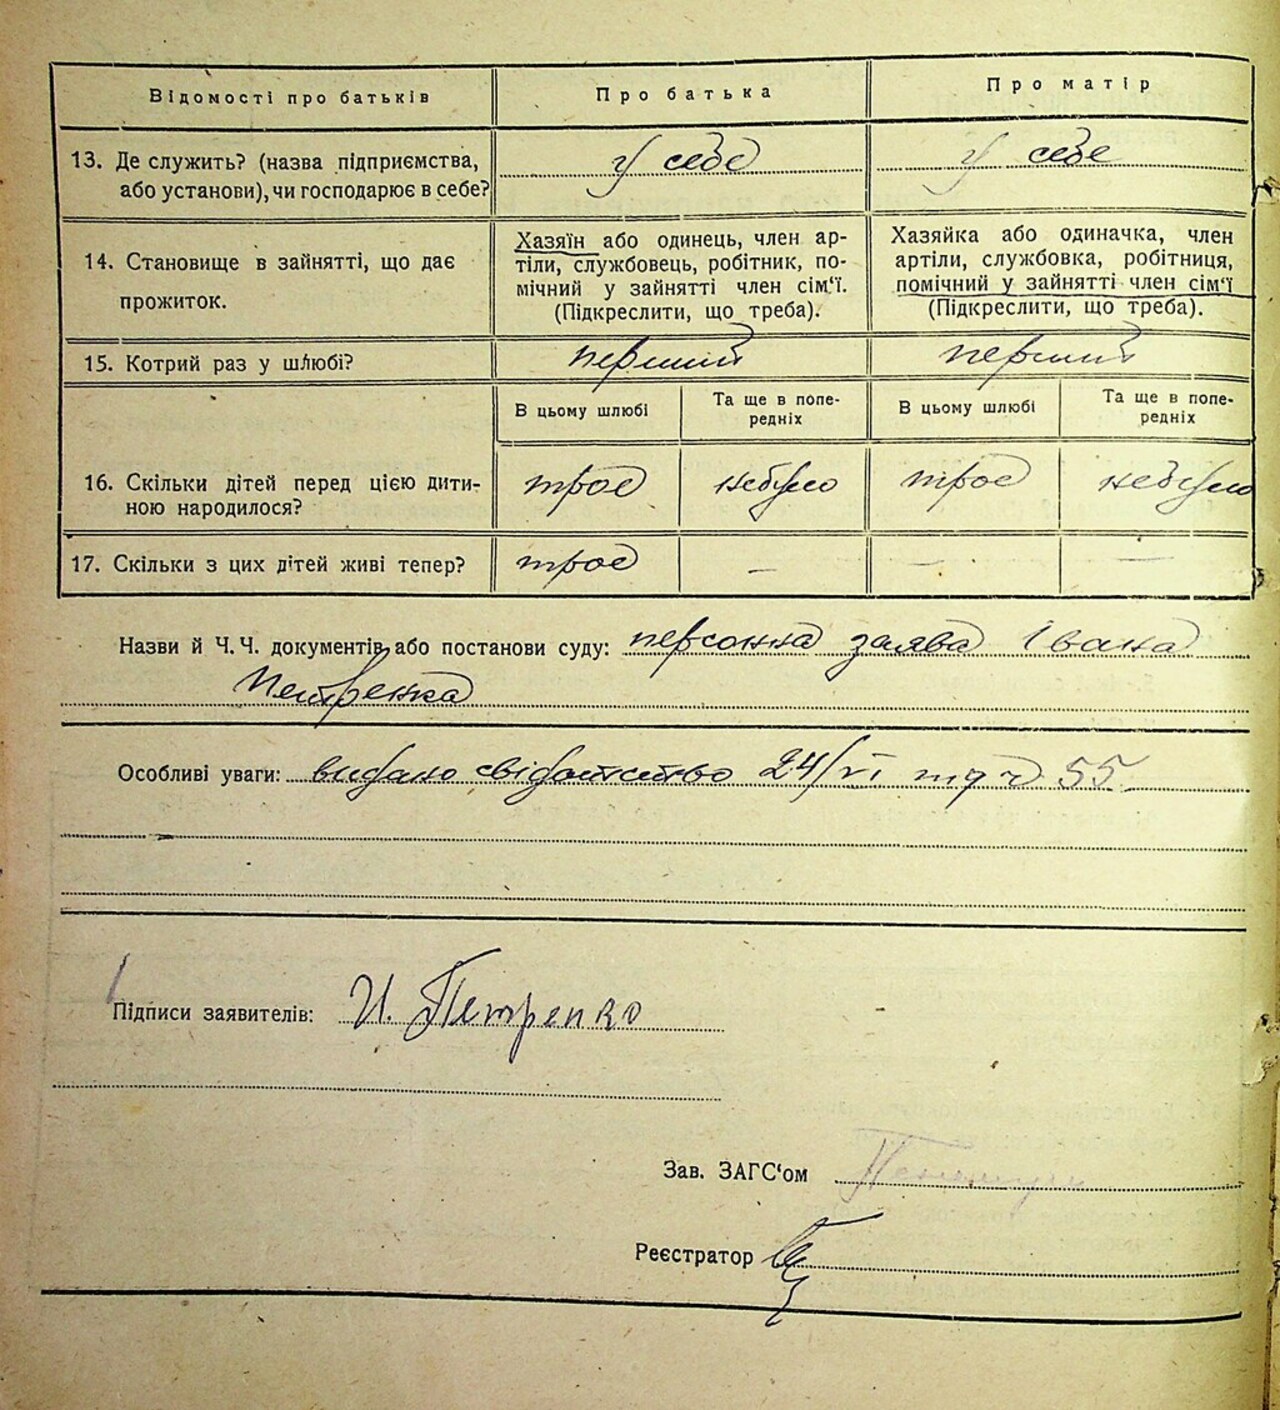 Відомості про батьків
Про батька
Про матір
13. Де служить? (назва підприємства, або установи), чи господарює в себе?
у себе
у себе
14. Становище в зайнятті, що дає прожиток.
Хазяїн або одинець, член ар-
тіли, службовець, робітник, по-
мічний у зайнятті член сім'ї.
(Підкреслити, що треба).
Хазяйка або одиначка, член
артіли, службовка, робітниця,
помічний у зайнятті член сім'ї
(Підкреслити, що треба).
15. Котрий раз у шлюбі?
перший
перший
В цьому шлюбі
Та ще в попе-
редніх
В цьому шлюбі
Та ще в попе-
редніх
16. Скільки дітей перед цією дити-
ною народилося?
троє
небуло
троє
небуло
17. Скільки з цих дітей живі тепер?
троє
—
—
—
Назви й Ч. Ч. документів або постанови суду: персонна заява Івана
Петренка
Особливі уваги: видано свідотство 24/VI ч 55
Підписи заявителів: И. Петренко
Зав. ЗАГС'ом
Реєстратор